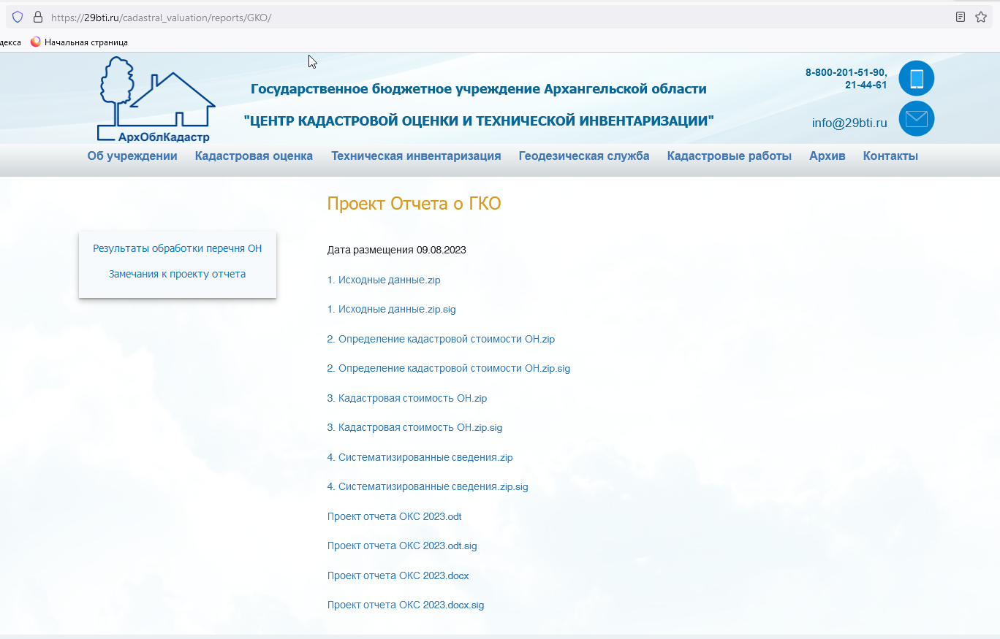 https://29bti.ru/cadastral_valuation/reports/GKO/
декса
Начальная страница
АрхОблКадастр
Государственное бюджетное учреждение Архангельской области
"ЦЕНТР КАДАСТРОВОЙ ОЦЕНКИ И ТЕХНИЧЕСКОЙ ИНВЕНТАРИЗАЦИИ"
8-800-201-51-90,
21-44-61
info@29bti.ru
Об учреждении Кадастровая оценка Техническая инвентаризация Геодезическая служба Кадастровые работы Архив Контакты
Проект Отчета о ГКО
Результаты обработки перечня ОН
Замечания к проекту отчета
Дата размещения 09.08.2023
1. Исходные данные.zip
1. Исходные данные.zip.sig
2. Определение кадастровой стоимости ОН.zip
2. Определение кадастровой стоимости ОН.zip.sig
3. Кадастровая стоимость ОН.zip
3. Кадастровая стоимость ОН.zip.sig
4. Систематизированные сведения.zip
4. Систематизированные сведения.zip.sig
Проект отчета ОКС 2023.odt
Проект отчета ОКС 2023.odt.sig
Проект отчета ОКС 2023.docx
Проект отчета ОКС 2023.docx.sig